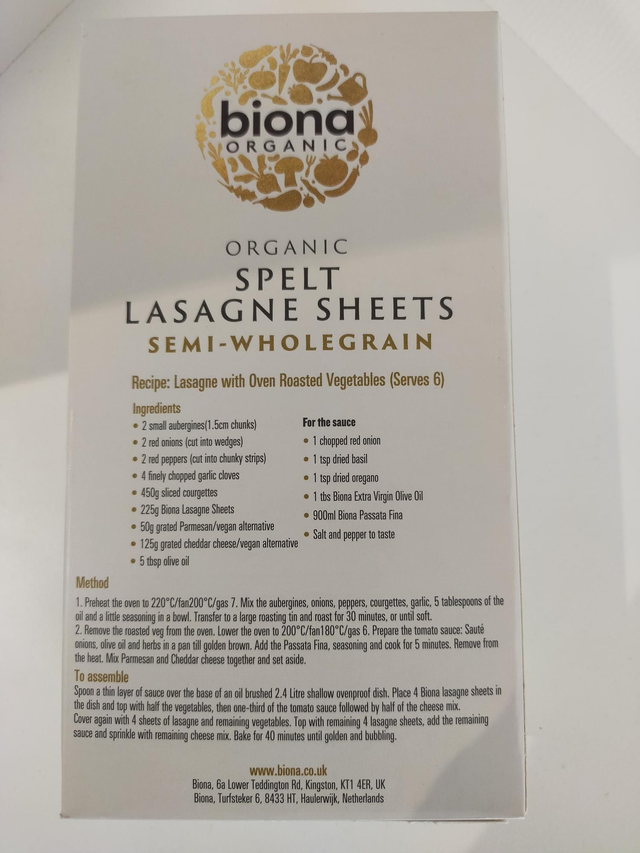 biona
ORGANIC
ORGANIC
SPELT
LASAGNE SHEETS
SEMI-WHOLEGRAIN
Recipe: Lasagne with Oven Roasted Vegetables (Serves 6)
Ingredients
• 2 small aubergines(1.5cm chunks)
• 2 red onions (cut into wedges)
• 2 red peppers (cut into chunky strips)
• 4 finely chopped garlic cloves
• 450g sliced courgettes
• 225g Biona Lasagne Sheets
• 50g grated Parmesan/vegan alternative
• 125g grated cheddar cheese/vegan alternative
• 5 tbsp olive oil
For the sauce
• 1 chopped red onion
• 1 tsp dried basil
• 1 tsp dried oregano
• 1 tbs Biona Extra Virgin Olive Oil
• 900ml Biona Passata Fina
• Salt and pepper to taste
Method
1. Preheat the oven to 220°C/fan200°C/gas 7. Mix the aubergines, onions, peppers, courgettes, garlic, 5 tablespoons of the
oil and a little seasoning in a bowl. Transfer to a large roasting tin and roast for 30 minutes, or until soft.
2. Remove the roasted veg from the oven. Lower the oven to 200°C/fan180°C/gas 6. Prepare the tomato sauce: Sauté
onions, olive oil and herbs in a pan till golden brown. Add the Passata Fina, seasoning and cook for 5 minutes. Remove from
the heat. Mix Parmesan and Cheddar cheese together and set aside.
To assemble
Spoon a thin layer of sauce over the base of an oil brushed 2.4 Litre shallow ovenproof dish. Place 4 Biona lasagne sheets in
the dish and top with half the vegetables, then one-third of the tomato sauce followed by half of the cheese mix.
Cover again with 4 sheets of lasagne and remaining vegetables. Top with remaining 4 lasagne sheets, add the remaining
sauce and sprinkle with remaining cheese mix. Bake for 40 minutes until golden and bubbling.
www.biona.co.uk
Biona, 6a Lower Teddington Rd, Kingston, KT1 4ER, UK
Biona, Turfsteker 6, 8433 HT, Haulerwijk, Netherlands